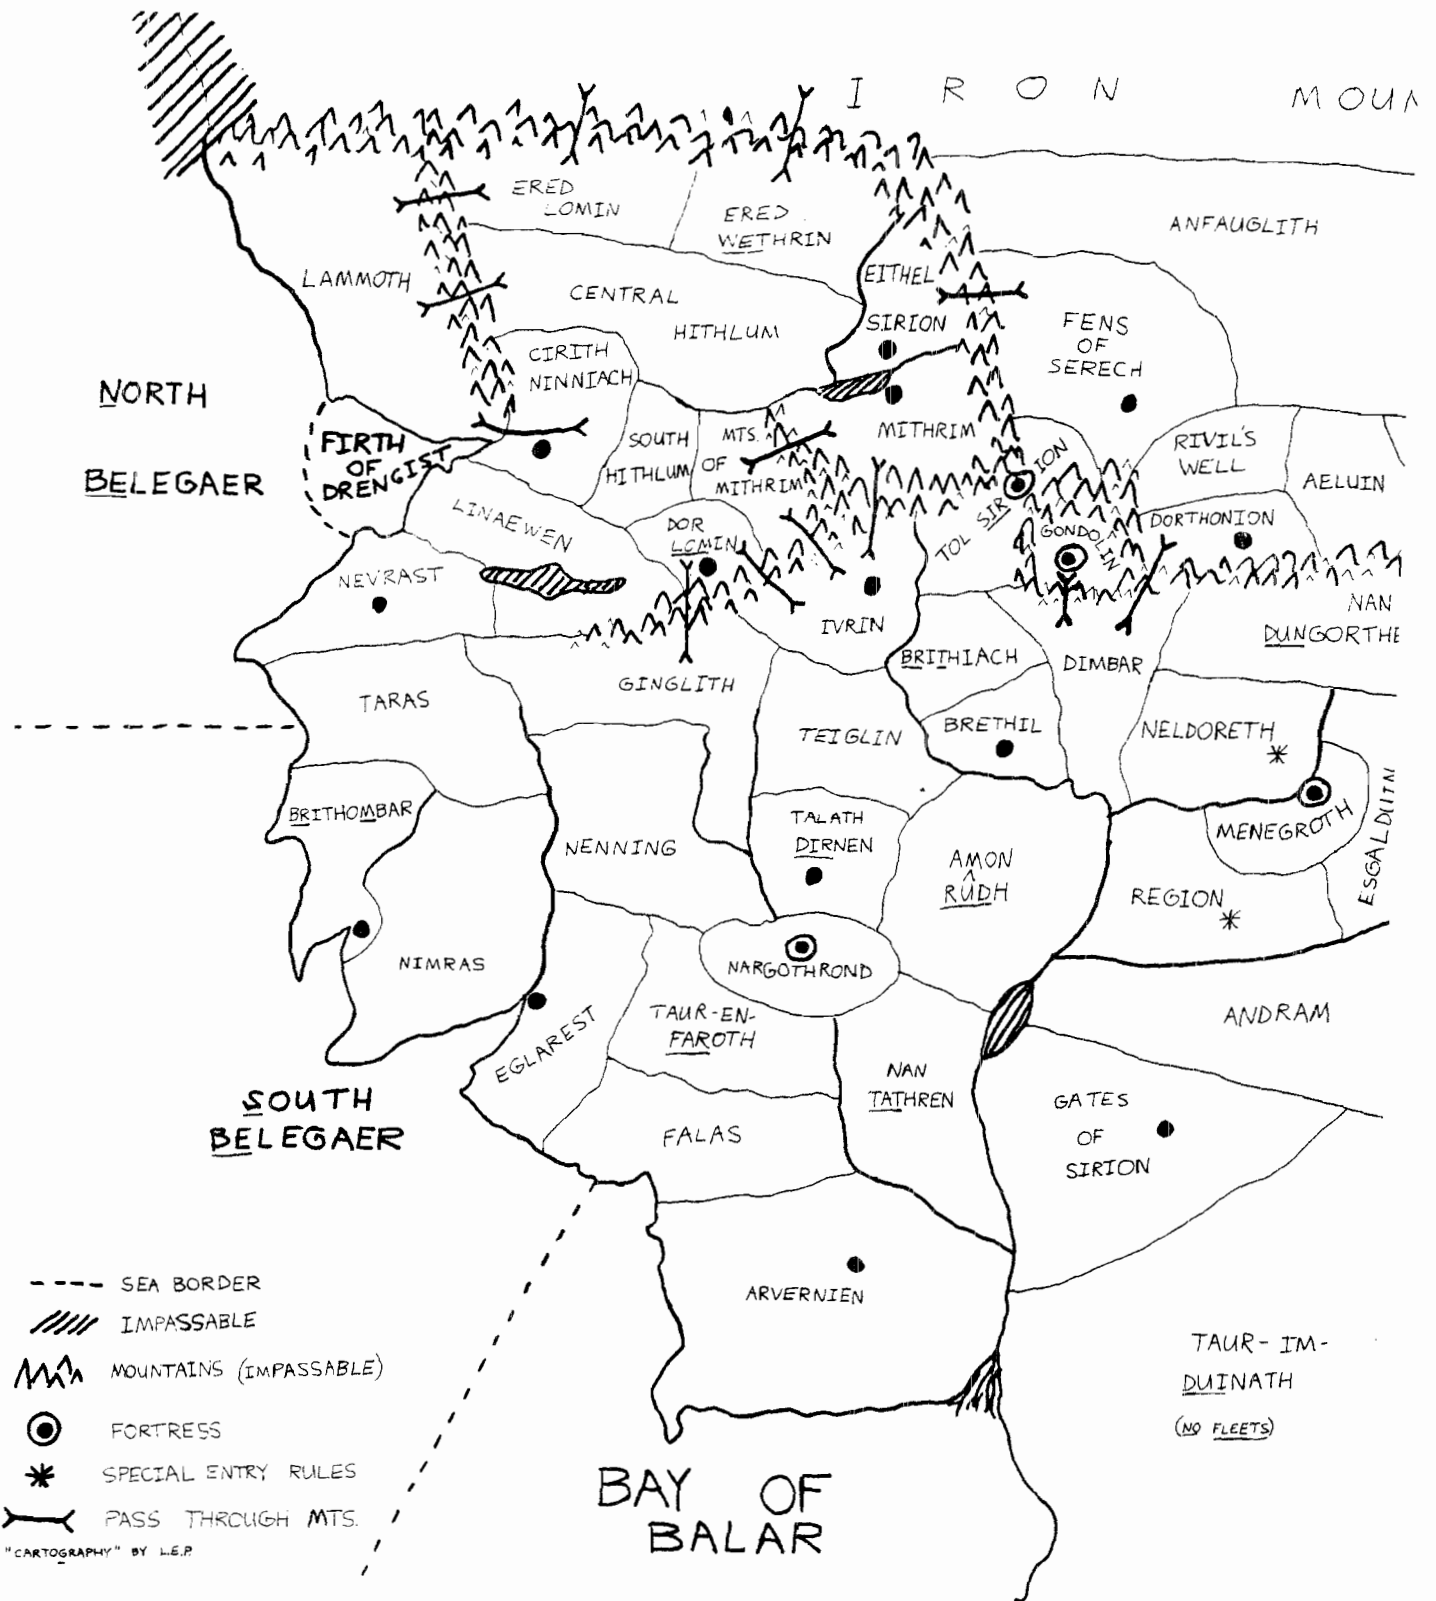 IRON MOUN
ERED
LOMIN
ERED
WETHRIN
ANFAUGLITH
LAMMOTH
CENTRAL
HITHLUM
EITHEL
SIRION
FENS
OF
SERECH
CIRITH
NINNIACH
NORTH
BELEGAER
FIRTH
OF
DRENGIST
SOUTH
HITHLUM
MTS.
OF
MITHRIM
MITHRIM
TOL SIRION
RIVIL'S
WELL
AELUIN
LINAEWEN
DOR
LOMIN
GONDOLIN
DORTHONION
NEVRAST
IVRIN
NAN
DUNGORTHE
BRITHIACH
DIMBAR
GINGLITH
TARAS
TEIGLIN
BRETHIL
NELDORETH
BRITHOMBAR
NENNING
TALATH
DIRNEN
AMON
RÛDH
MENEGROTH
ESGALDUIN
REGION
NIMRAS
NARGOTHROND
EGLAREST
TAUR-EN-
FAROTH
ANDRAM
NAN
TATHREN
GATES
OF
SIRION
SOUTH
BELEGAER
FALAS
ARVERNIEN
TAUR-IM-
DUINATH
(NO FLEETS)
BAY OF
BALAR
SEA BORDER
IMPASSABLE
MOUNTAINS (IMPASSABLE)
FORTRESS
SPECIAL ENTRY RULES
PASS THROUGH MTS.
"CARTOGRAPHY" BY L.E.P.